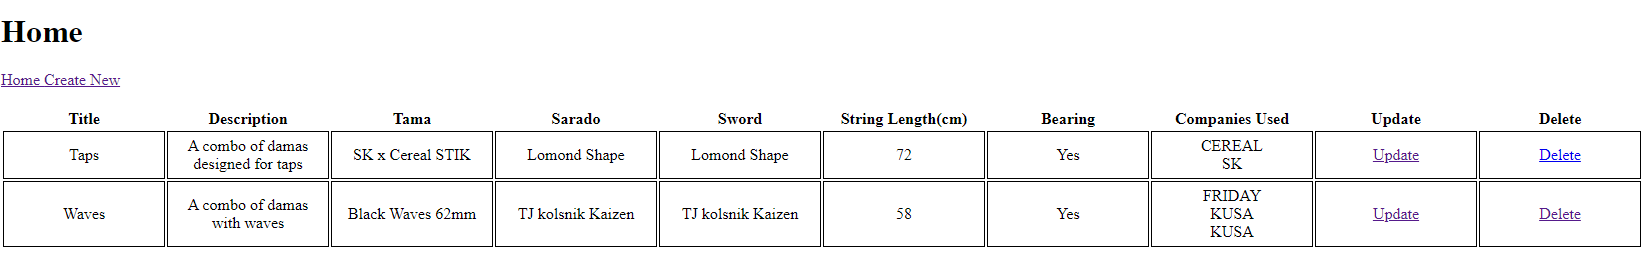 Home
Home Create New
Title Description Tama Sarado Sword String Length(cm) Bearing Companies Used Update Delete
Taps A combo of damas designed for taps SK x Cereal STIK Lomond Shape Lomond Shape 72 Yes CEREAL SK Update Delete
Waves A combo of damas with waves Black Waves 62mm TJ kolsnik Kaizen TJ kolsnik Kaizen 58 Yes FRIDAY KUSA KUSA Update Delete